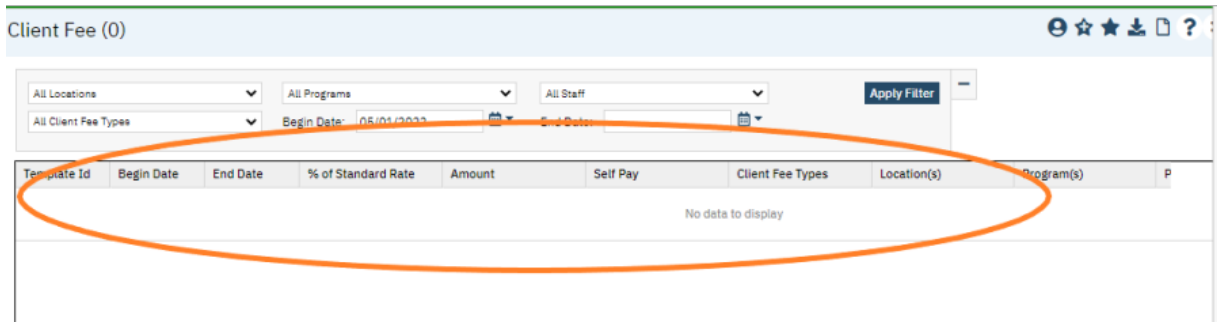 Client Fee (0)
?
All Locations All Programs All Staff Apply Filter
All Client Fee Types Begin Date: 05/01/2022 End Date:
Template Id Begin Date End Date % of Standard Rate Amount Self Pay Client Fee Types Location(s) Program(s) P
No data to display